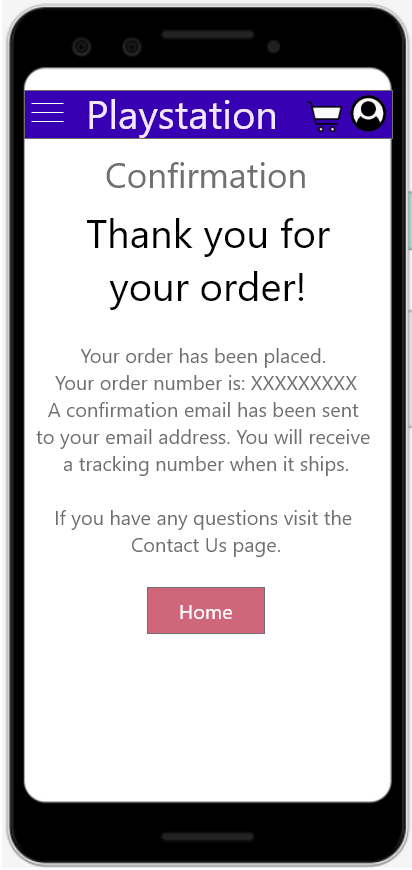 Playstation
Confirmation
Thank you for
your order!
Your order has been placed.
Your order number is: XXXXXXXXX
A confirmation email has been sent
to your email address. You will receive
a tracking number when it ships.
If you have any questions visit the
Contact Us page.
Home